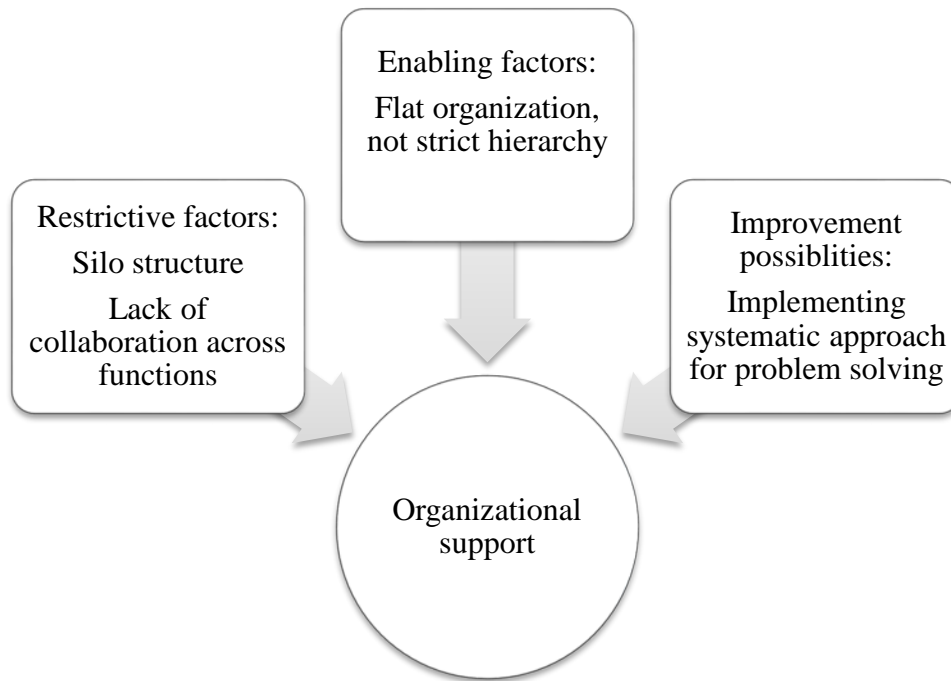 Enabling factors:
Flat organization,
not strict hierarchy
Restrictive factors:
Silo structure
Lack of
collaboration across
functions
Improvement
possiblities:
Implementing
systematic approach
for problem solving
Organizational
support